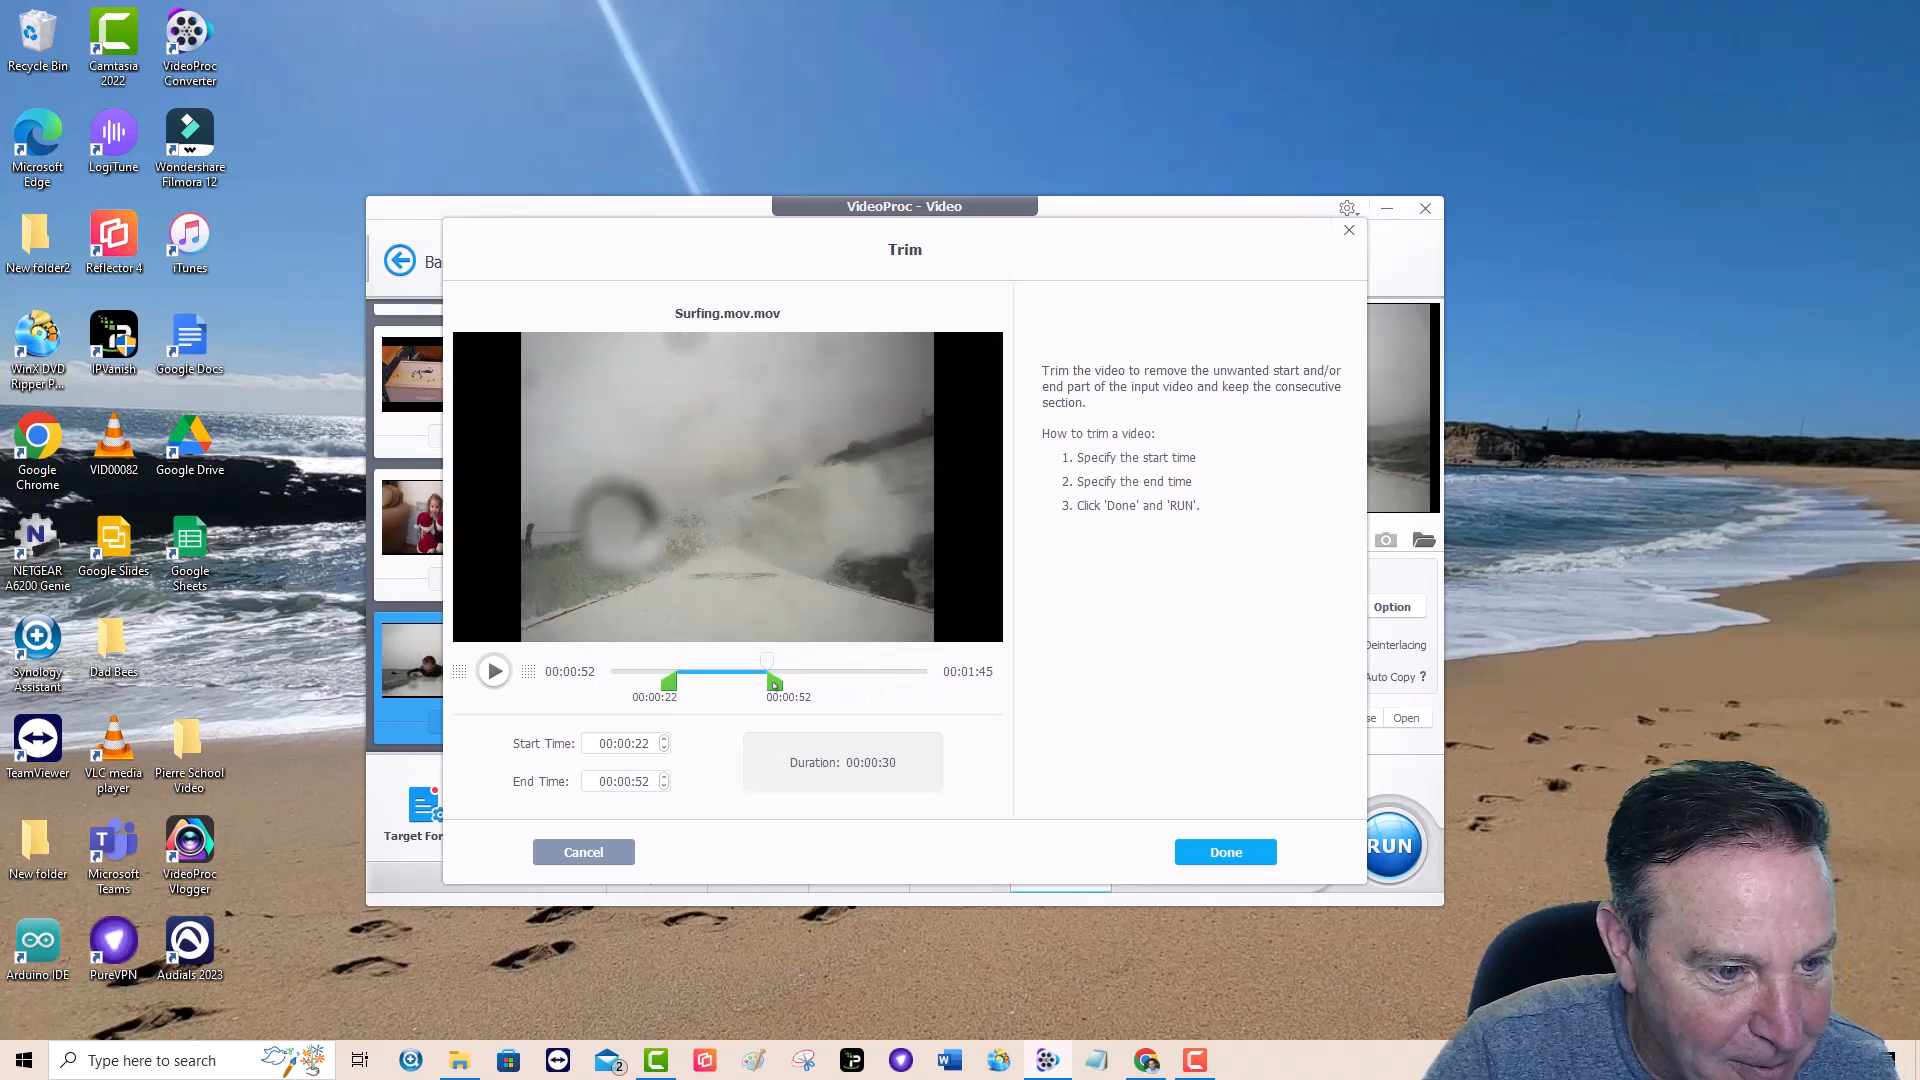 Recycle Bin
Camtasia
2022
VideoProc
Converter
Microsoft
Edge
LogiTune
Wondershare
Filmora 12
New folder2
Reflector 4
iTunes
WinX DVD
Ripper P...
IPVanish
Google Docs
Google
Chrome
VID00082
Google Drive
NETGEAR
A6200 Genie
Google Slides
Google
Sheets
Synology
Assistant
Dad Bees
TeamViewer
VLC media
player
Pierre School
Video
New folder
Microsoft
Teams
VideoProc
Vlogger
Arduino IDE
PureVPN
Audials 2023
VideoProc - Video
Ba
Trim
Surfing.mov.mov
00:00:52
00:01:45
00:00:22
00:00:52
Start Time: 00:00:22
End Time: 00:00:52
Duration: 00:00:30
Cancel
Done
Trim the video to remove the unwanted start and/or
end part of the input video and keep the consecutive
section.
How to trim a video:
1. Specify the start time
2. Specify the end time
3. Click 'Done' and 'RUN'.
Option
Deinterlacing
Auto Copy ?
se
Open
Target For
RUN
Type here to search
2